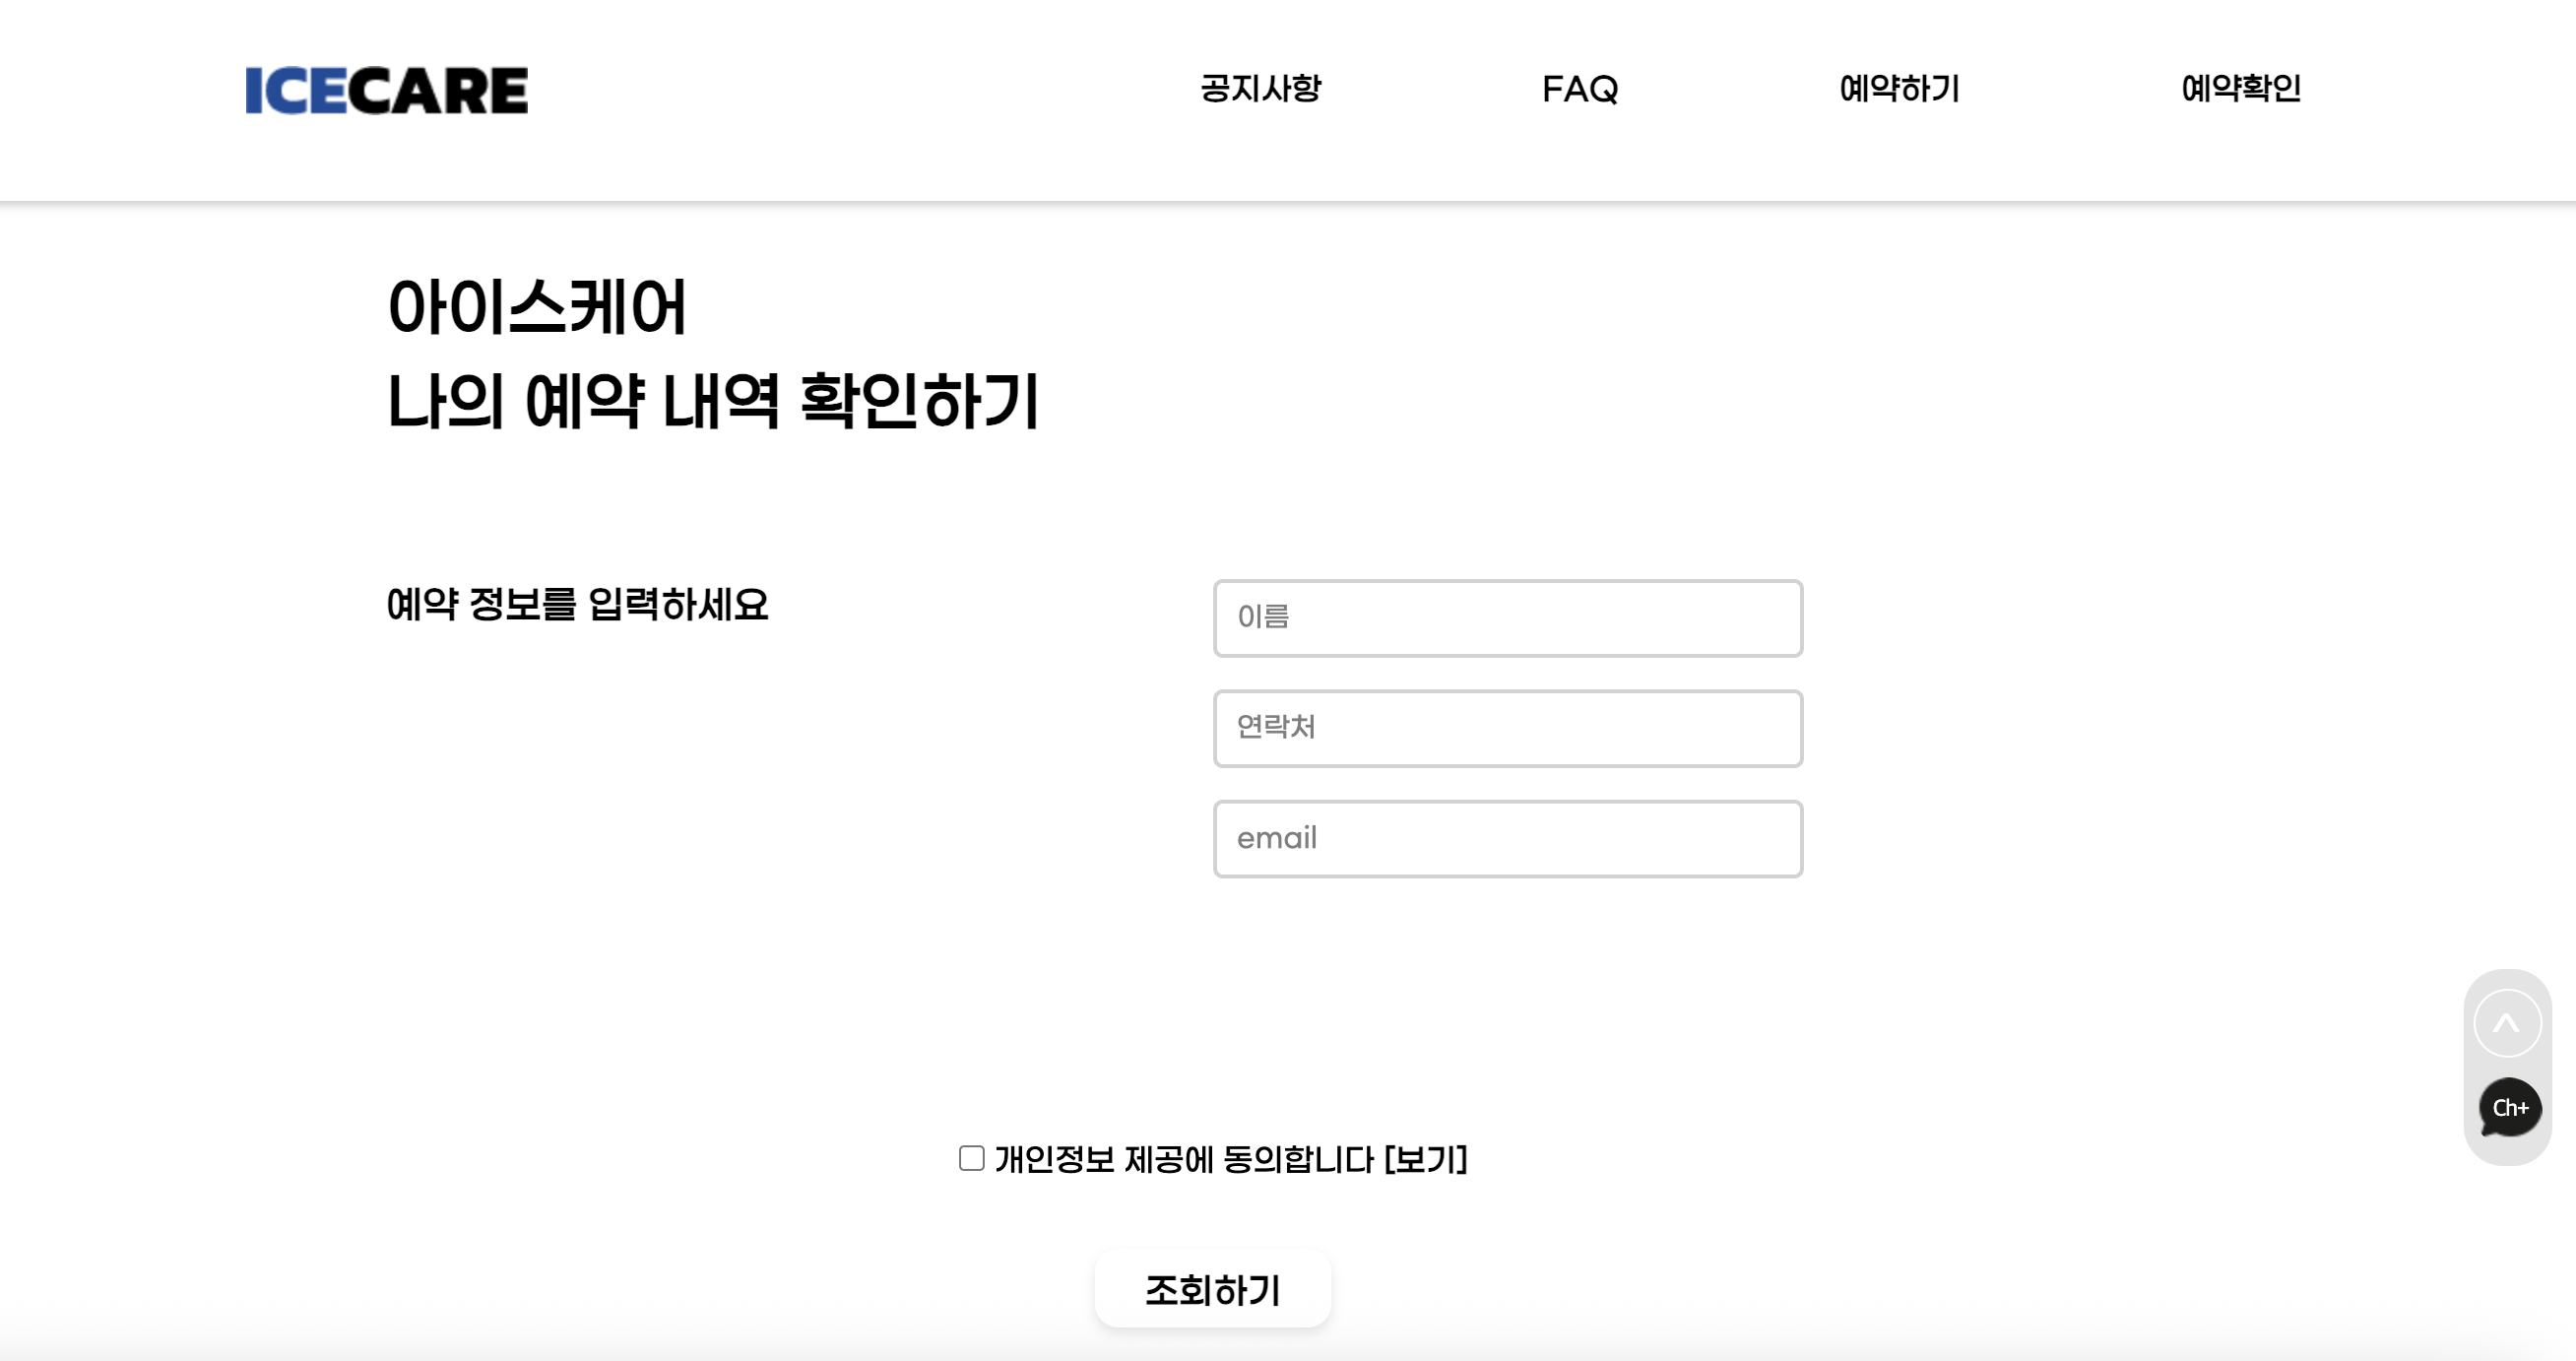 ICECARE
공지사항
FAQ
예약하기
예약확인
아이스케어
나의 예약 내역 확인하기
예약 정보를 입력하세요
이름
연락처
email
Ch+
개인정보 제공에 동의합니다 [보기]
조회하기